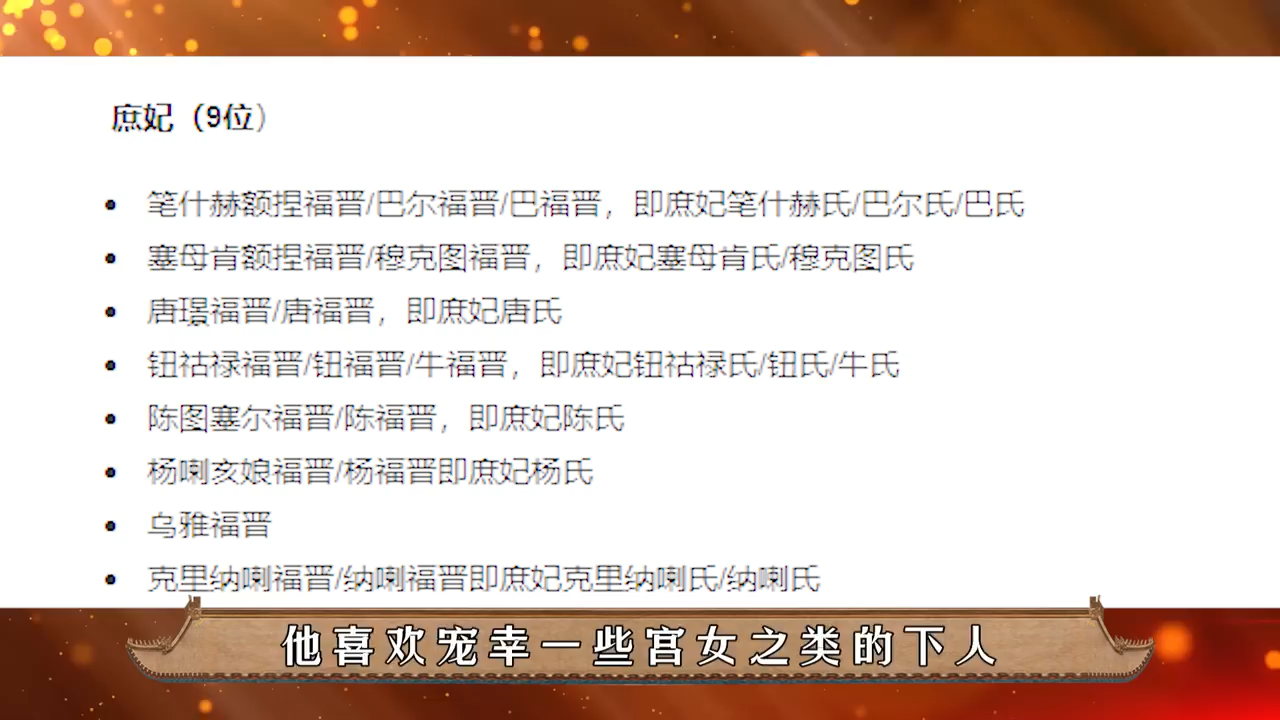 庶妃（9位）
笔什赫额捏福晋/巴尔福晋/巴福晋，即庶妃笔什赫氏/巴尔氏/巴氏
塞母肯额捏福晋/穆克图福晋，即庶妃塞母肯氏/穆克图氏
唐璟福晋/唐福晋，即庶妃唐氏
钮祜禄福晋/钮福晋/牛福晋，即庶妃钮祜禄氏/钮氏/牛氏
陈图塞尔福晋/陈福晋，即庶妃陈氏
杨喇亥娘福晋/杨福晋即庶妃杨氏
乌雅福晋
克里纳喇福晋/纳喇福晋即庶妃克里纳喇氏/纳喇氏
他喜欢宠幸一些宫女之类的下人